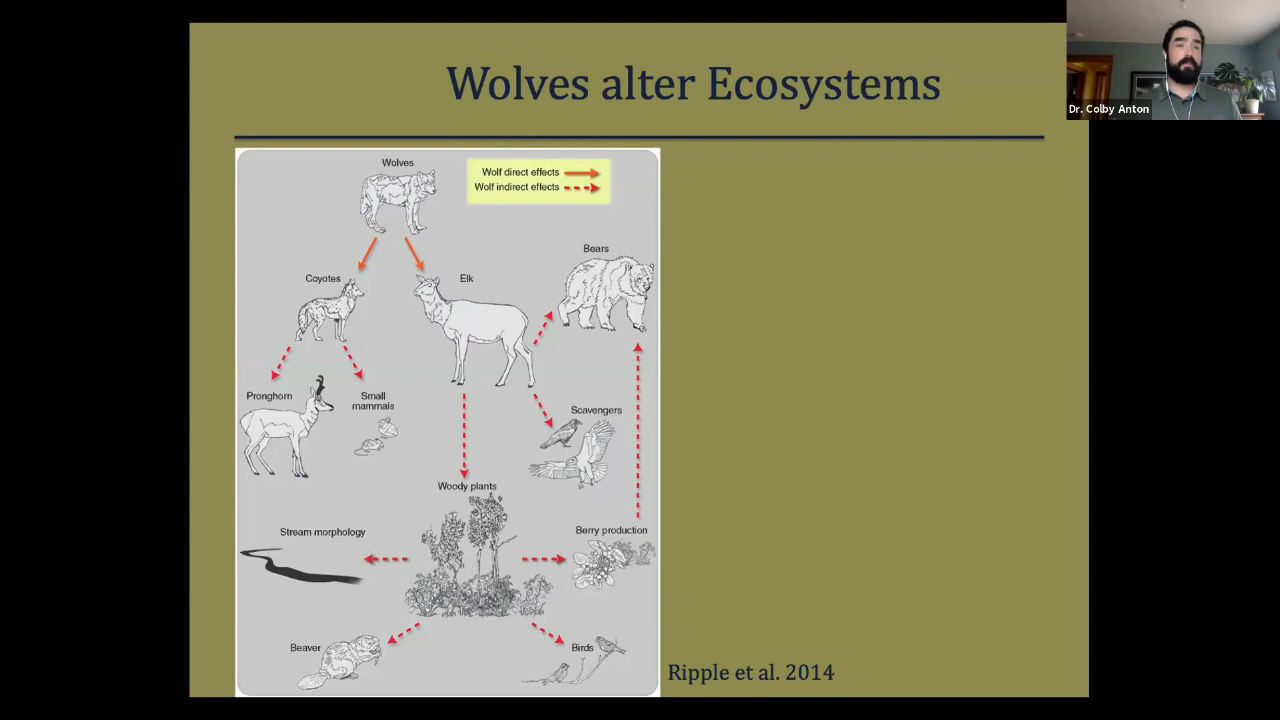 Wolves alter Ecosystems
Dr. Colby Anton
Wolves
Wolf direct effects
Wolf indirect effects
Bears
Coyotes
Elk
Pronghorn
Small
mammals
Scavengers
Woody plants
Stream morphology
Berry production
Beaver
Birds
Ripple et al. 2014